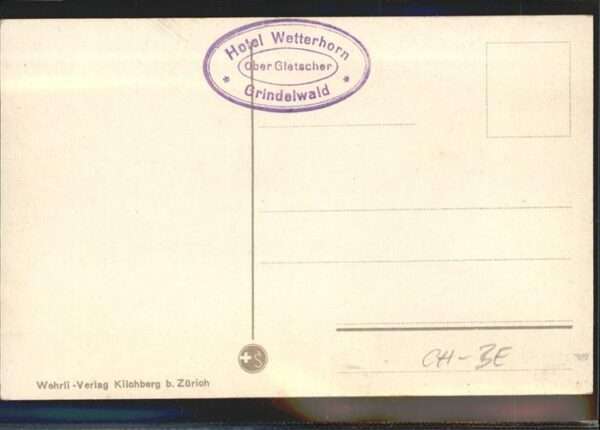 Hotel Wetterhorn
Ober Gletscher
* Grindelwald *
S
Wehrli-Verlag Kilchberg b. Zürich
CH-BE